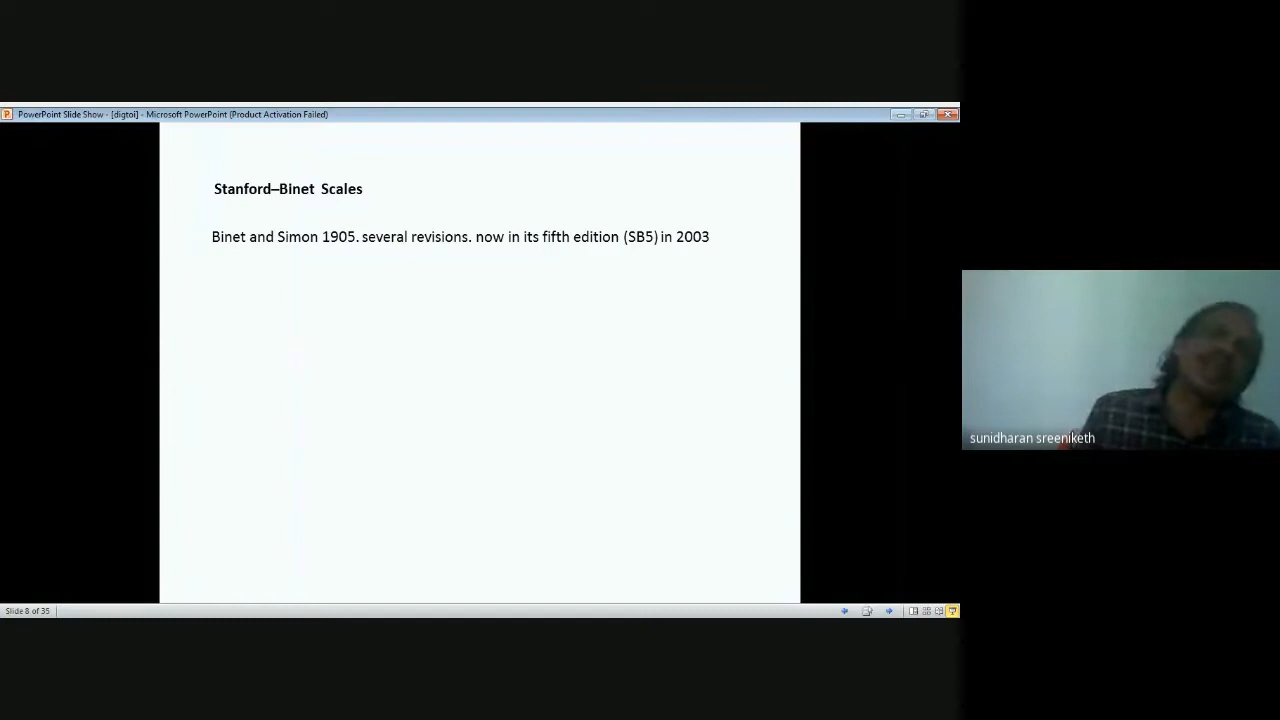 PowerPoint Slide Show - [digtoi] - Microsoft PowerPoint (Product Activation Failed)
Stanford–Binet Scales
Binet and Simon 1905. several revisions. now in its fifth edition (SB5) in 2003
sunidharan sreeniketh
Slide 8 of 35